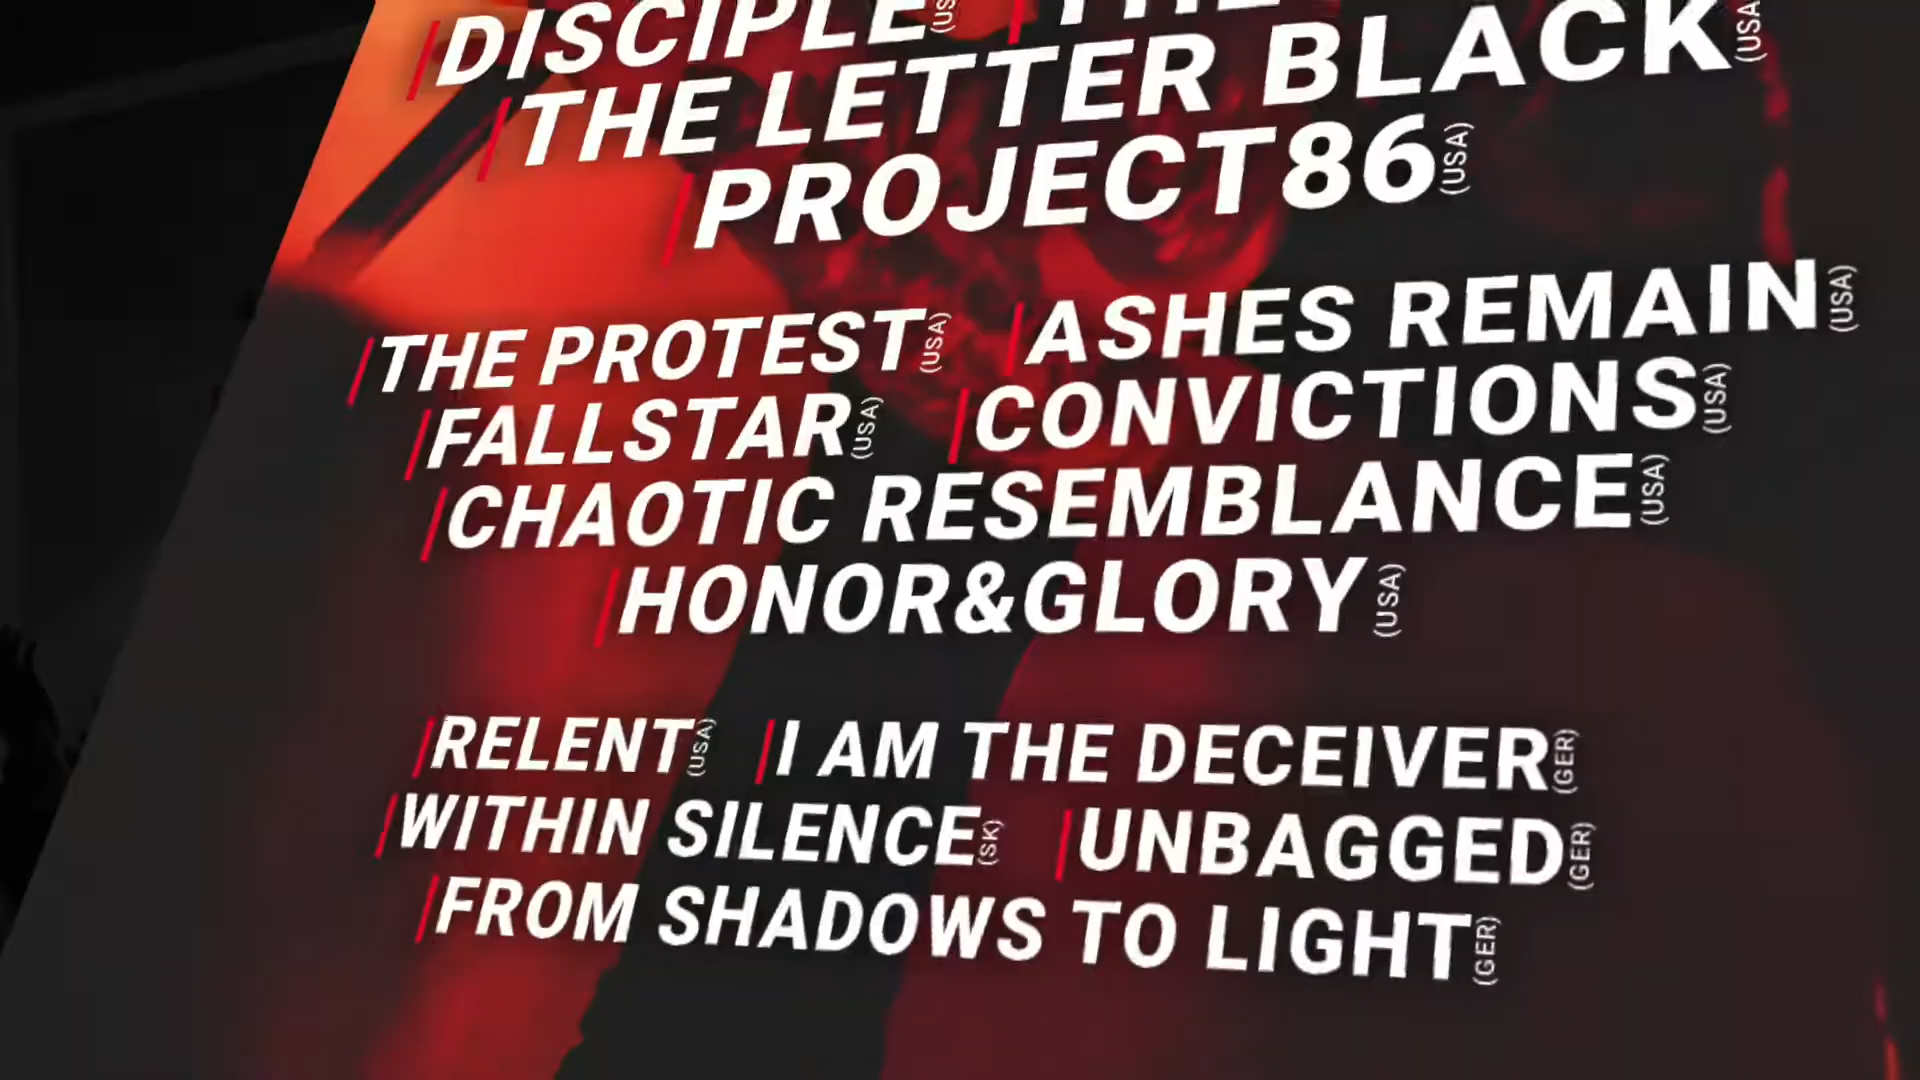 |DISCIPLE(US |THE
|THE LETTER BLACK(USA
|PROJECT86(USA)
|THE PROTEST(USA) |ASHES REMAIN(USA)
|FALLSTAR(USA) |CONVICTIONS(USA)
|CHAOTIC RESEMBLANCE(USA)
|HONOR&GLORY(USA)
|RELENT(USA) |I AM THE DECEIVER(GER)
|WITHIN SILENCE(SK) |UNBAGGED(GER)
|FROM SHADOWS TO LIGHT(GER)